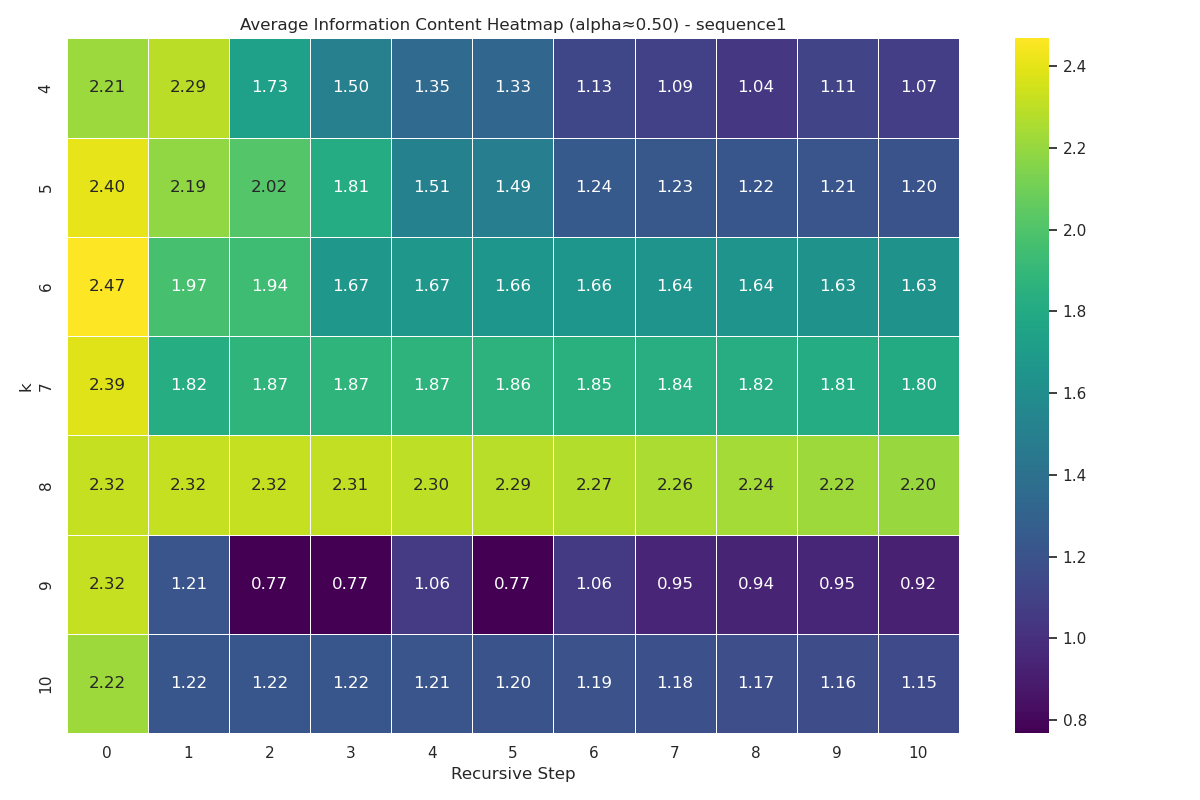 Average Information Content Heatmap (alpha≈0.50) - sequence1
4 2.21 2.29 1.73 1.50 1.35 1.33 1.13 1.09 1.04 1.11 1.07
5 2.40 2.19 2.02 1.81 1.51 1.49 1.24 1.23 1.22 1.21 1.20
6 2.47 1.97 1.94 1.67 1.67 1.66 1.66 1.64 1.64 1.63 1.63
k
7 2.39 1.82 1.87 1.87 1.87 1.86 1.85 1.84 1.82 1.81 1.80
8 2.32 2.32 2.32 2.31 2.30 2.29 2.27 2.26 2.24 2.22 2.20
9 2.32 1.21 0.77 0.77 1.06 0.77 1.06 0.95 0.94 0.95 0.92
10 2.22 1.22 1.22 1.22 1.21 1.20 1.19 1.18 1.17 1.16 1.15
0 1 2 3 4 5 6 7 8 9 10
Recursive Step
2.4
2.2
2.0
1.8
1.6
1.4
1.2
1.0
0.8